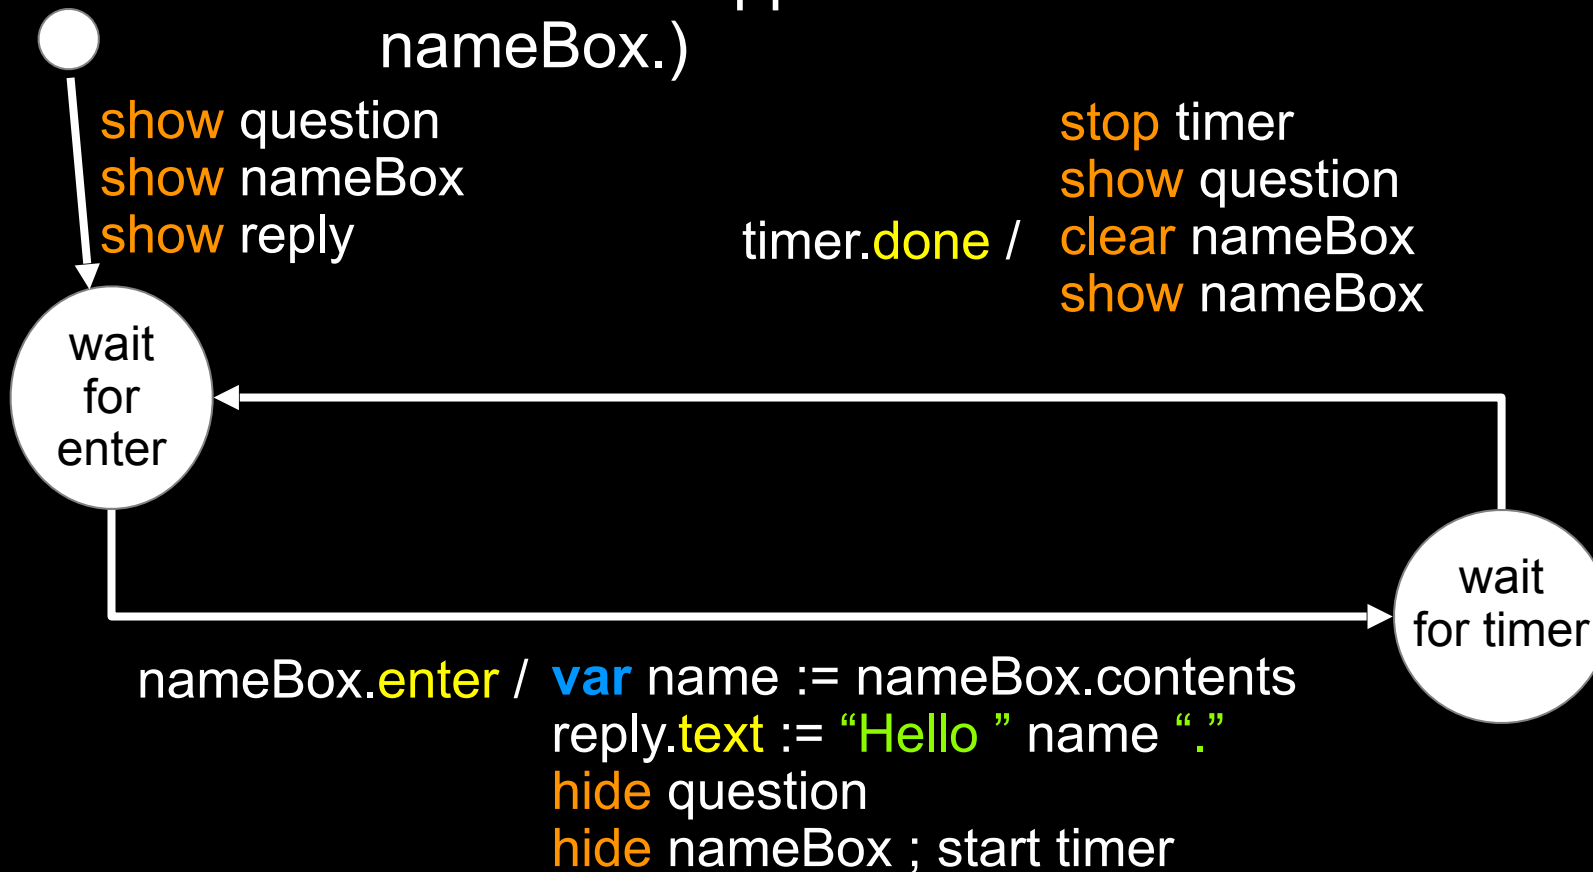 nameBox.)
show question
show nameBox
show reply
timer.done /
stop timer
show question
clear nameBox
show nameBox
wait
for
enter
wait
for timer
nameBox.enter /
var name := nameBox.contents
reply.text := “Hello ” name “.”
hide question
hide nameBox ; start timer